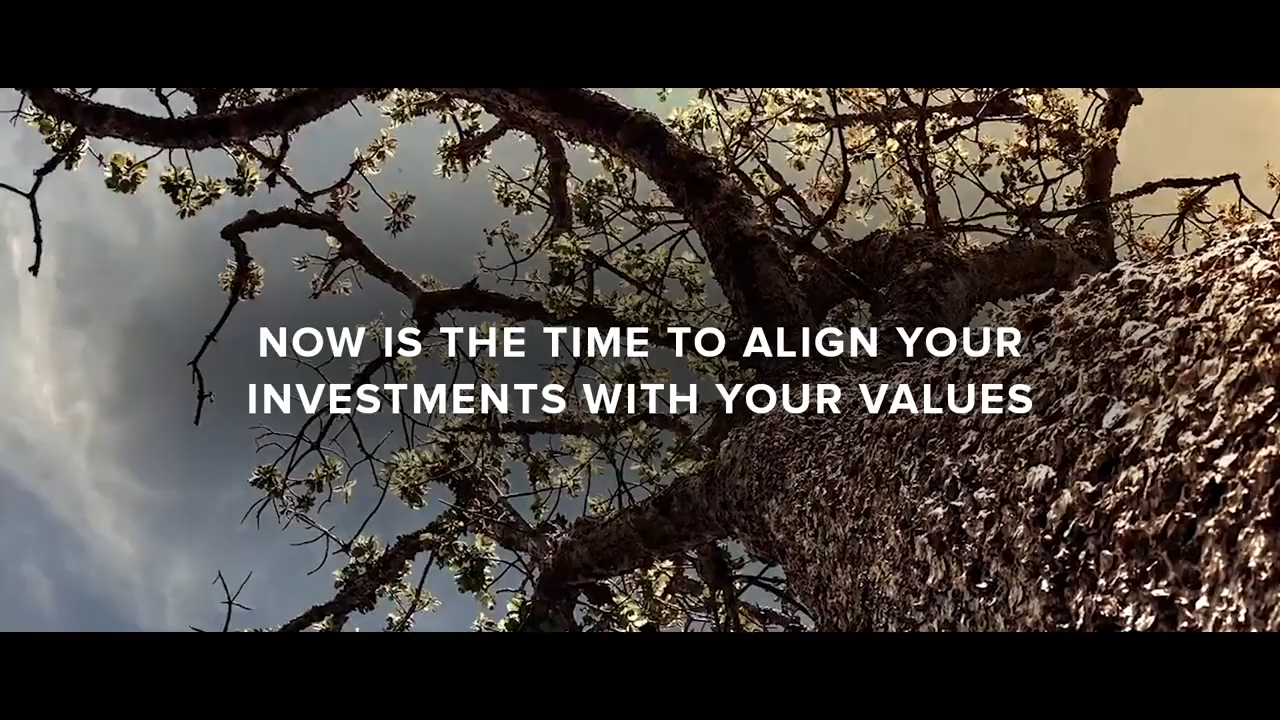 NOW IS THE TIME TO ALIGN YOUR
INVESTMENTS WITH YOUR VALUES